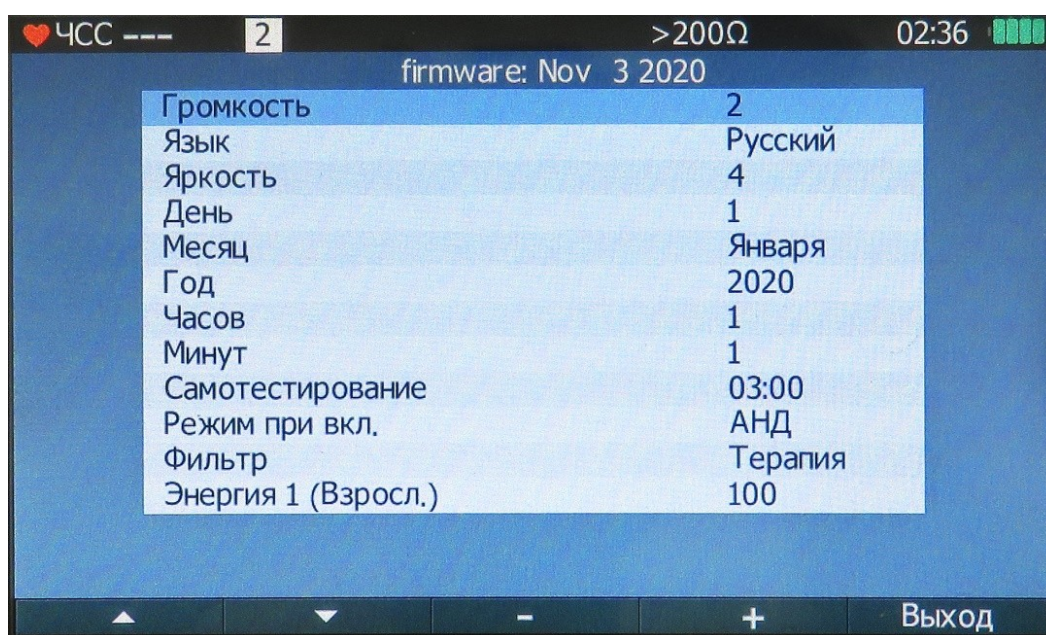 ЧСС --- 2 >200Ω 02:36
firmware: Nov 3 2020
Громкость 2
Язык Русский
Яркость 4
День 1
Месяц Января
Год 2020
Часов 1
Минут 1
Самотестирование 03:00
Режим при вкл. АНД
Фильтр Терапия
Энергия 1 (Взросл.) 100
- + Выход